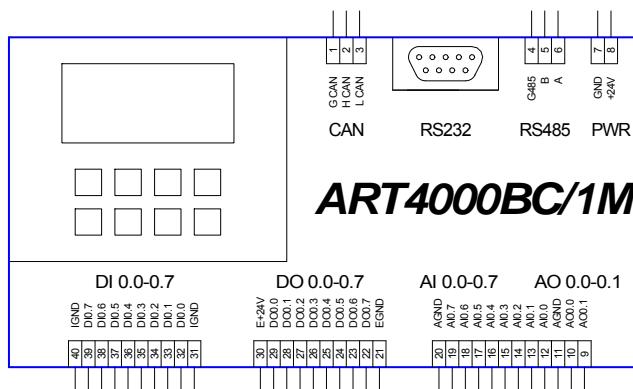 1 2 3 4 5 6 7 8
G CAN H CAN L CAN G485 B A GND +24V
CAN RS232 RS485 PWR
ART4000BC/1M
DI 0.0-0.7 DO 0.0-0.7 AI 0.0-0.7 AO 0.0-0.1
IGND DI0.7 DI0.6 DI0.5 DI0.4 DI0.3 DI0.2 DI0.1 DI0.0 IGND E+24V DO0.0 DO0.1 DO0.2 DO0.3 DO0.4 DO0.5 DO0.6 DO0.7 EGND AGND AI0.7 AI0.6 AI0.5 AI0.4 AI0.3 AI0.2 AI0.1 AI0.0 AGND AO0.0 AO0.1
40 39 38 37 36 35 34 33 32 31 30 29 28 27 26 25 24 23 22 21 20 19 18 17 16 15 14 13 12 11 10 9